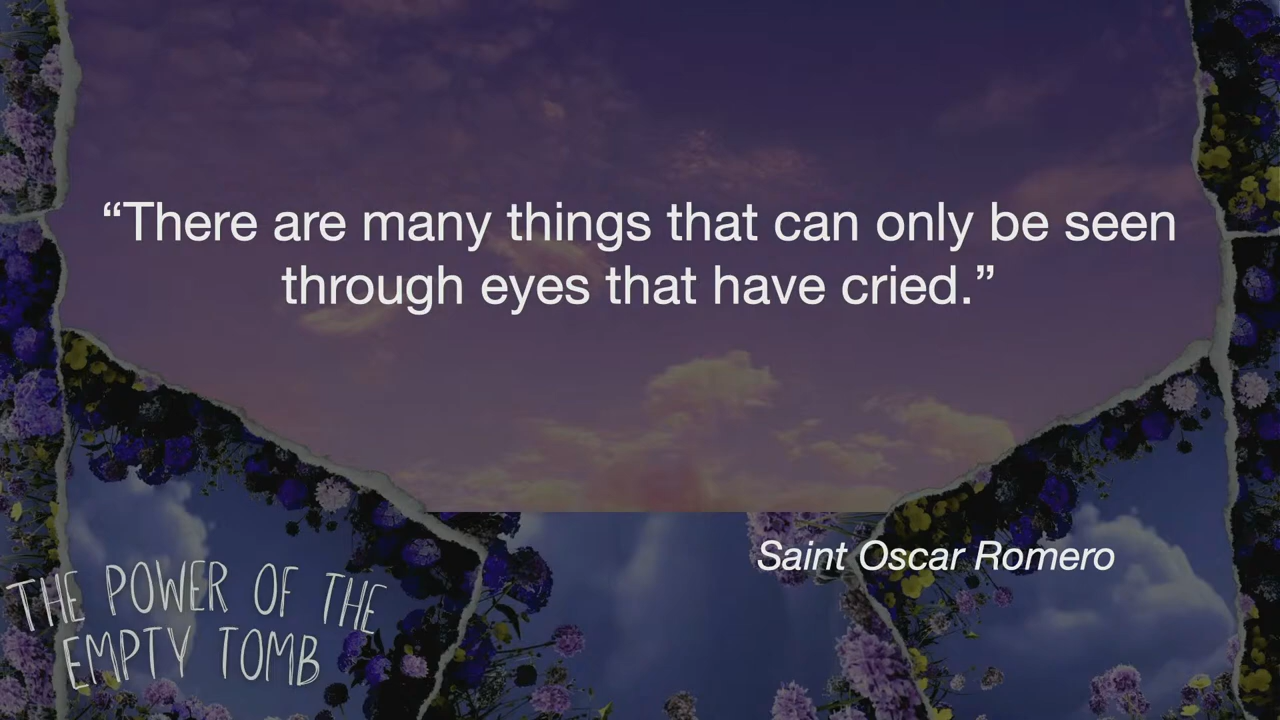 “There are many things that can only be seen
through eyes that have cried.”
Saint Oscar Romero
THE POWER OF THE
EMPTY TOMB